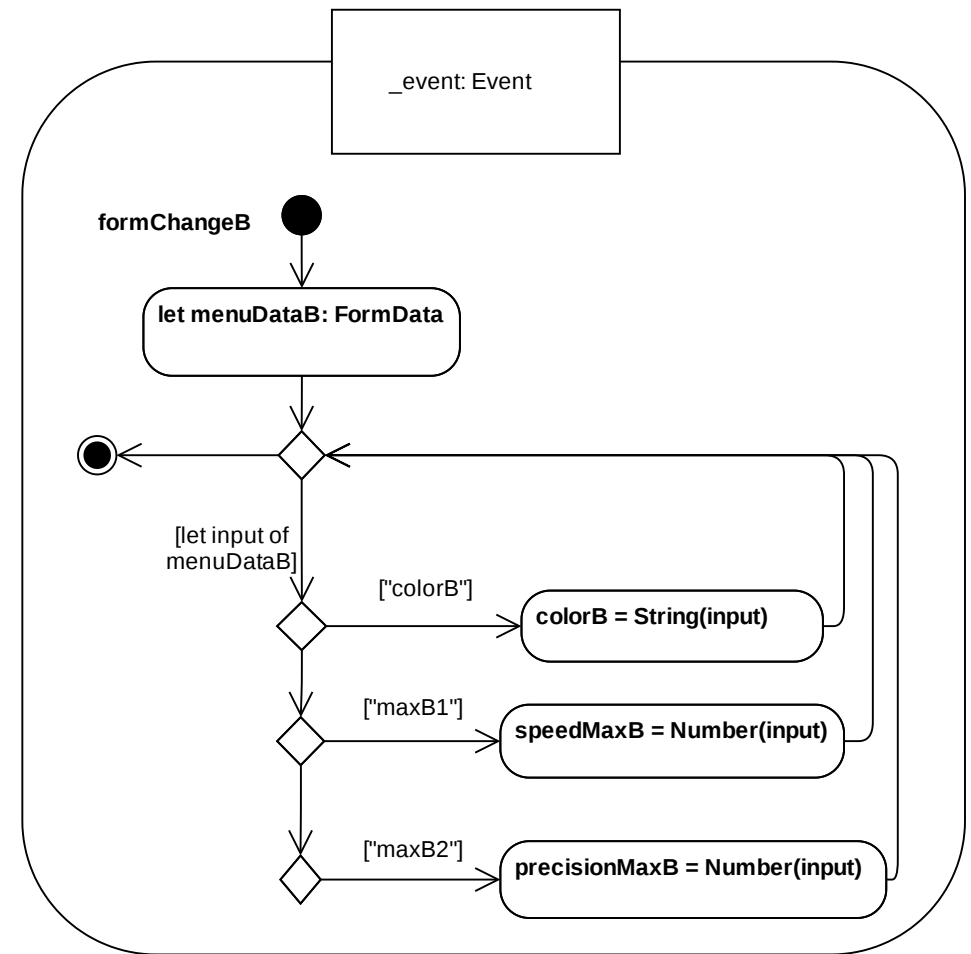 _event: Event
formChangeB
let menuDataB: FormData
[let input of
menuDataB]
["colorB"]
colorB = String(input)
["maxB1"]
speedMaxB = Number(input)
["maxB2"]
precisionMaxB = Number(input)